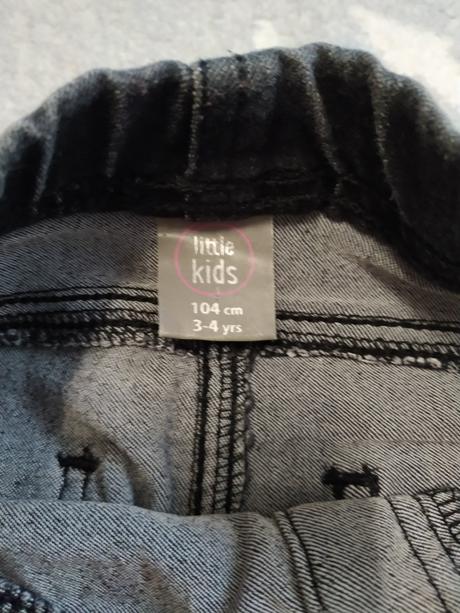 little
kids
104 cm
3-4 yrs